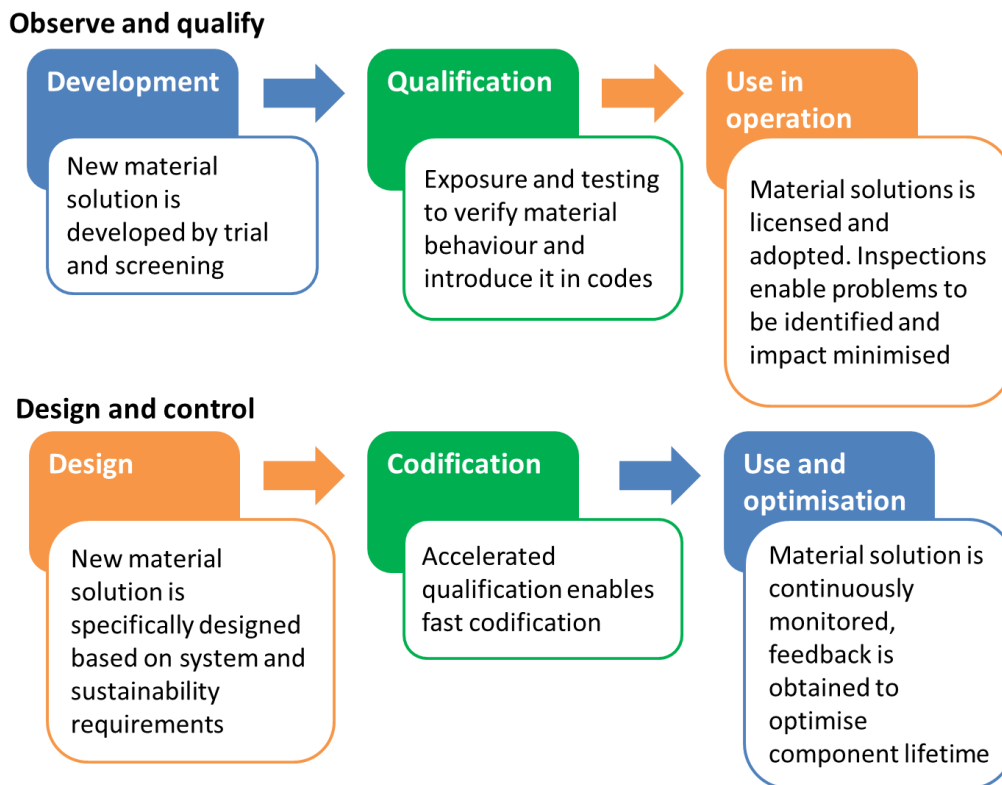 Observe and qualify
Development
New material
solution is
developed by trial
and screening
Qualification
Exposure and testing
to verify material
behaviour and
introduce it in codes
Use in
operation
Material solutions is
licensed and
adopted. Inspections
enable problems to
be identified and
impact minimised
Design and control
Design
New material
solution is
specifically designed
based on system and
sustainability
requirements
Codification
Accelerated
qualification enables
fast codification
Use and
optimisation
Material solution is
continuously
monitored,
feedback is
obtained to
optimise
component lifetime